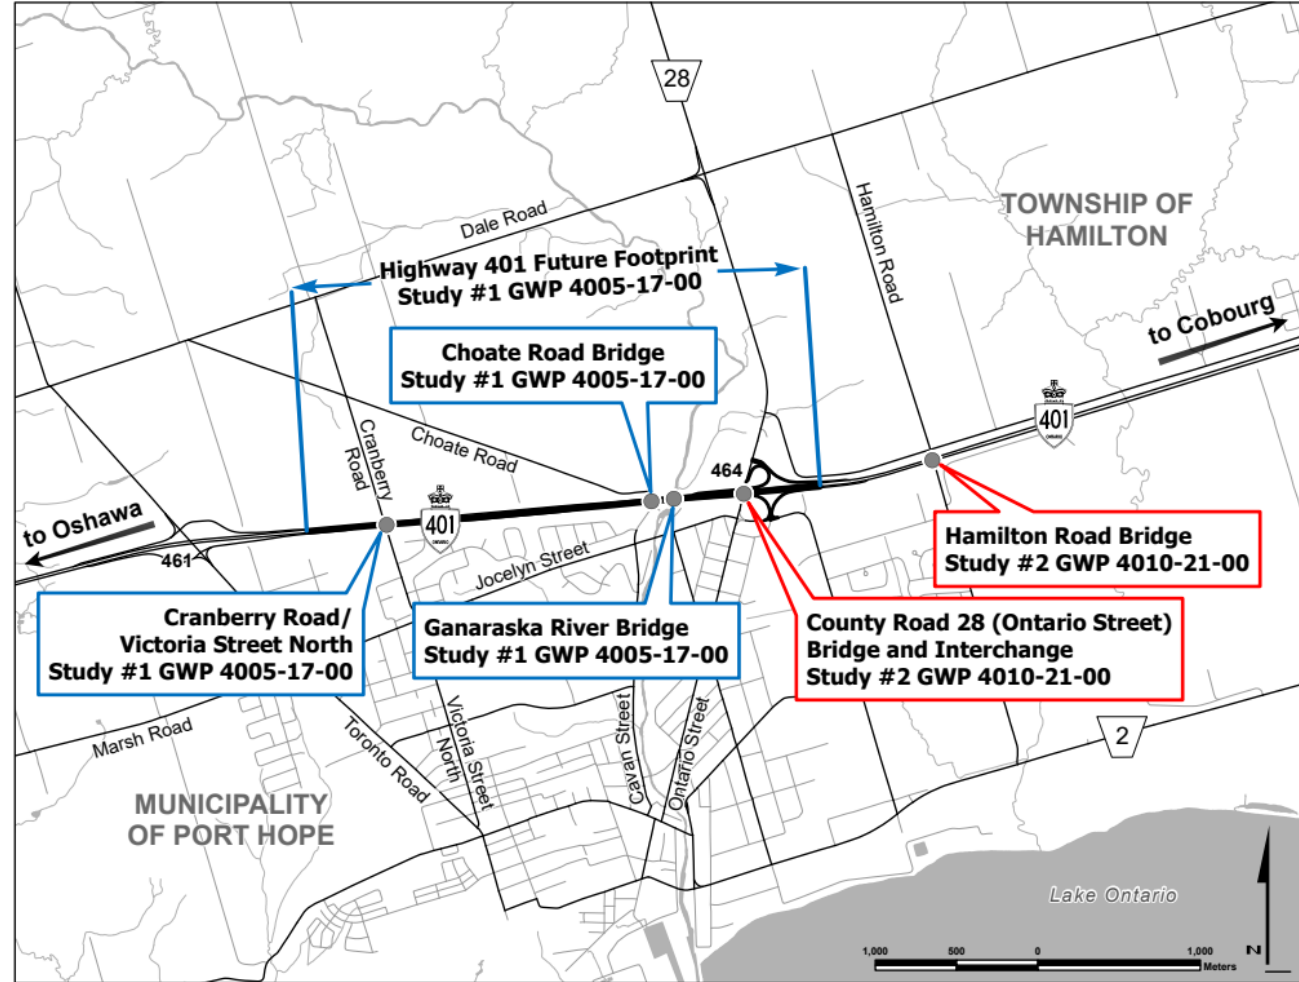 28
TOWNSHIP OF
HAMILTON
Hamilton Road
Dale Road
Highway 401 Future Footprint
Study #1 GWP 4005-17-00
to Cobourg
Choate Road Bridge
Study #1 GWP 4005-17-00
401
ONTARIO
Cranberry
Road
Choate Road
464
to Oshawa
401
ONTARIO
461
Jocelyn Street
Hamilton Road Bridge
Study #2 GWP 4010-21-00
Cranberry Road/
Victoria Street North
Study #1 GWP 4005-17-00
Ganaraska River Bridge
Study #1 GWP 4005-17-00
County Road 28 (Ontario Street)
Bridge and Interchange
Study #2 GWP 4010-21-00
Marsh Road
Toronto Road
Victoria Street
North
Cavan Street
Ontario Street
2
MUNICIPALITY
OF PORT HOPE
Lake Ontario
1,000 500 0 1,000
Meters
N